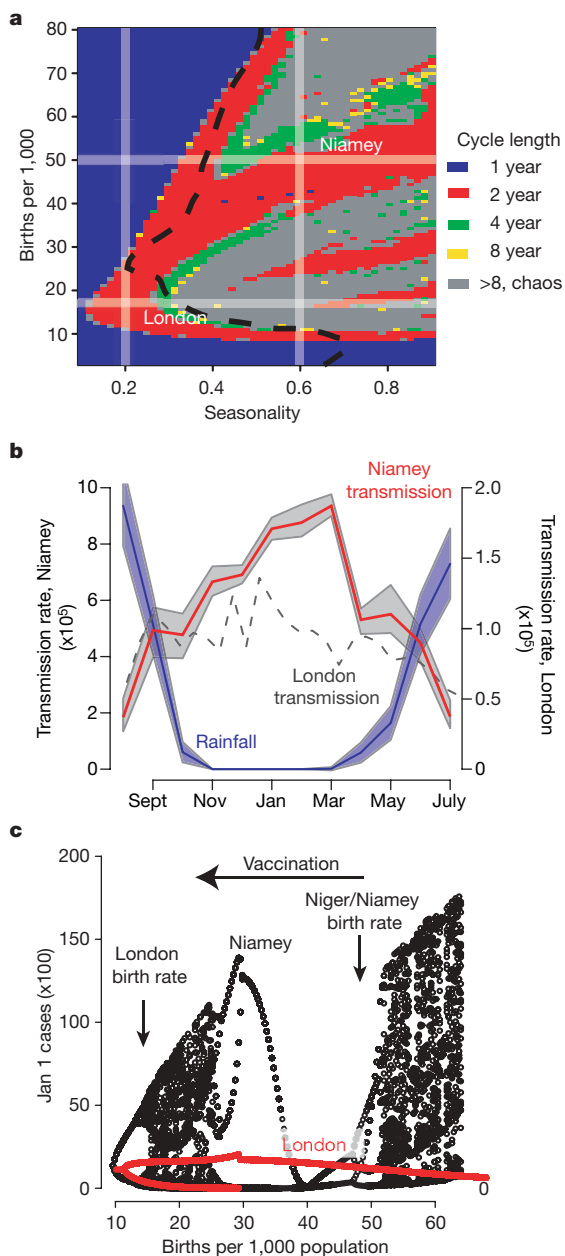 a
80
70
60
50
40
30
20
10
Births per 1,000
0.2 0.4 0.6 0.8
Seasonality
Niamey
London
Cycle length
1 year
2 year
4 year
8 year
>8, chaos
b
10
8
6
4
2
0
Transmission rate, Niamey
(x10⁵)
2.0
1.5
1.0
0.5
0
Transmission rate, London
(x10⁵)
Niamey
transmission
London
transmission
Rainfall
Sept Nov Jan Mar May July
c
200
150
100
50
0
Jan 1 cases (x100)
Vaccination
Niger/Niamey
birth rate
London
birth rate
Niamey
London
0
10 20 30 40 50 60
Births per 1,000 population